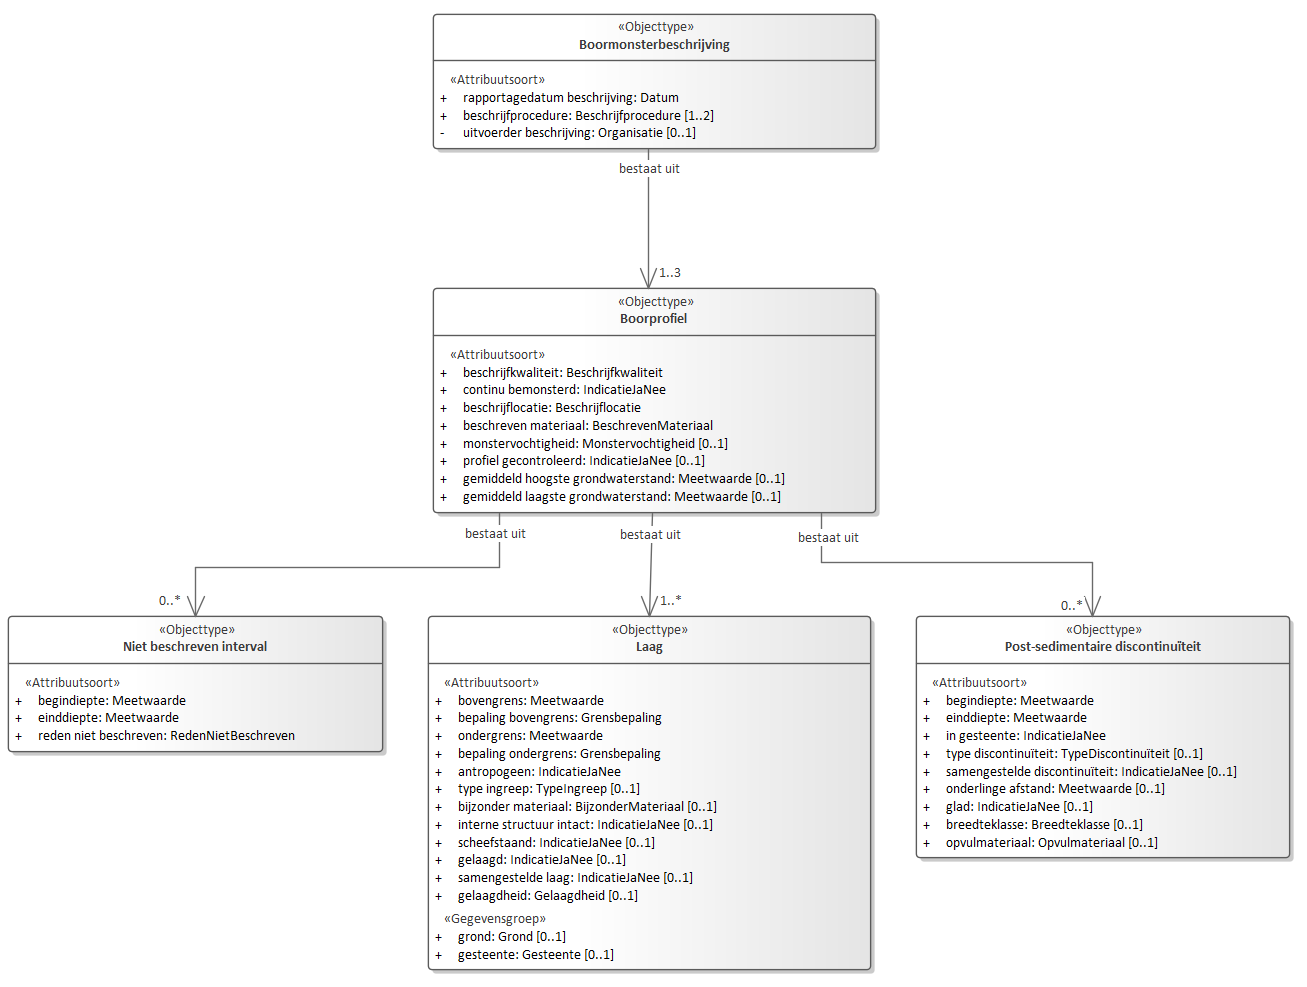 «Objecttype»
Boormonsterbeschrijving
«Attribuutsoort»
+ rapportagedatum beschrijving: Datum
+ beschrijfprocedure: Beschrijfprocedure [1..2]
- uitvoerder beschrijving: Organisatie [0..1]
bestaat uit
1..3
«Objecttype»
Boorprofiel
«Attribuutsoort»
+ beschrijfkwaliteit: Beschrijfkwaliteit
+ continu bemonsterd: IndicatieJaNee
+ beschrijflocatie: Beschrijflocatie
+ beschreven materiaal: BeschrevenMateriaal
+ monstervochtigheid: Monstervochtigheid [0..1]
+ profiel gecontroleerd: IndicatieJaNee [0..1]
+ gemiddeld hoogste grondwaterstand: Meetwaarde [0..1]
+ gemiddeld laagste grondwaterstand: Meetwaarde [0..1]
bestaat uit
bestaat uit
bestaat uit
0..*
1..*
0..*
«Objecttype»
Niet beschreven interval
«Attribuutsoort»
+ begindiepte: Meetwaarde
+ einddiepte: Meetwaarde
+ reden niet beschreven: RedenNietBeschreven
«Objecttype»
Laag
«Attribuutsoort»
+ bovengrens: Meetwaarde
+ bepaling bovengrens: Grensbepaling
+ ondergrens: Meetwaarde
+ bepaling ondergrens: Grensbepaling
+ antropogeen: IndicatieJaNee
+ type ingreep: TypeIngreep [0..1]
+ bijzonder materiaal: BijzonderMateriaal [0..1]
+ interne structuur intact: IndicatieJaNee [0..1]
+ scheefstaand: IndicatieJaNee [0..1]
+ gelaagd: IndicatieJaNee [0..1]
+ samengestelde laag: IndicatieJaNee [0..1]
+ gelaagdheid: Gelaagdheid [0..1]
«Gegevensgroep»
+ grond: Grond [0..1]
+ gesteente: Gesteente [0..1]
«Objecttype»
Post-sedimentaire discontinuïteit
«Attribuutsoort»
+ begindiepte: Meetwaarde
+ einddiepte: Meetwaarde
+ in gesteente: IndicatieJaNee
+ type discontinuïteit: TypeDiscontinuïteit [0..1]
+ samengestelde discontinuïteit: IndicatieJaNee [0..1]
+ onderlinge afstand: Meetwaarde [0..1]
+ glad: IndicatieJaNee [0..1]
+ breedteklasse: Breedteklasse [0..1]
+ opvulmateriaal: Opvulmateriaal [0..1]